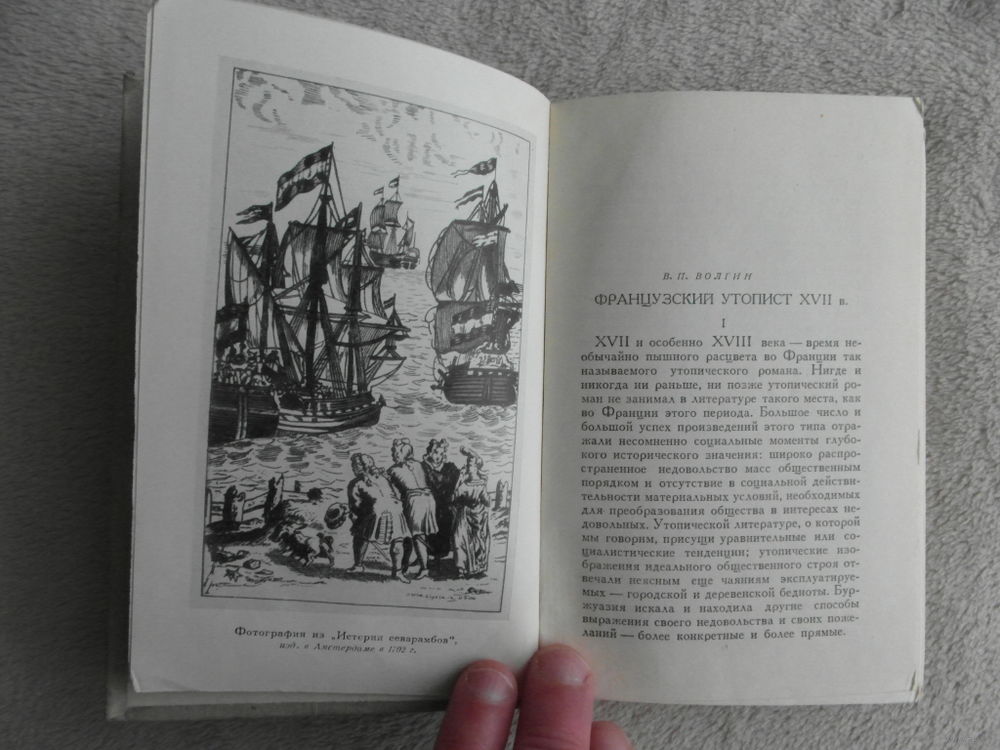 Фотография из „Истории севарамбов",
изд. в Амстердаме в 1702 г.
В. П. ВОЛГИН
ФРАНЦУЗСКИЙ УТОПИСТ XVII в.
I
XVII и особенно XVIII века — время не-
обычайно пышного расцвета во Франции так
называемого утопического романа. Нигде и
никогда ни раньше, ни позже утопический ро-
ман не занимал в литературе такого места, как
во Франции этого периода. Большое число и
большой успех произведений этого типа отра-
жали несомненно социальные моменты глубо-
кого исторического значения: широко распро-
страненное недовольство масс общественным
порядком и отсутствие в социальной действи-
тельности материальных условий, необходимых
для преобразования общества в интересах не-
довольных. Утопической литературе, о которой
мы говорим, присущи уравнительные или со-
циалистические тенденции; утопические изо-
бражения идеального общественного строя от-
вечали неясным еще чаяниям эксплуатируе-
мых — городской и деревенской бедноты. Бур-
жуазия искала и находила другие способы
выражения своего недовольства и своих поже-
ланий — более конкретные и более прямые.